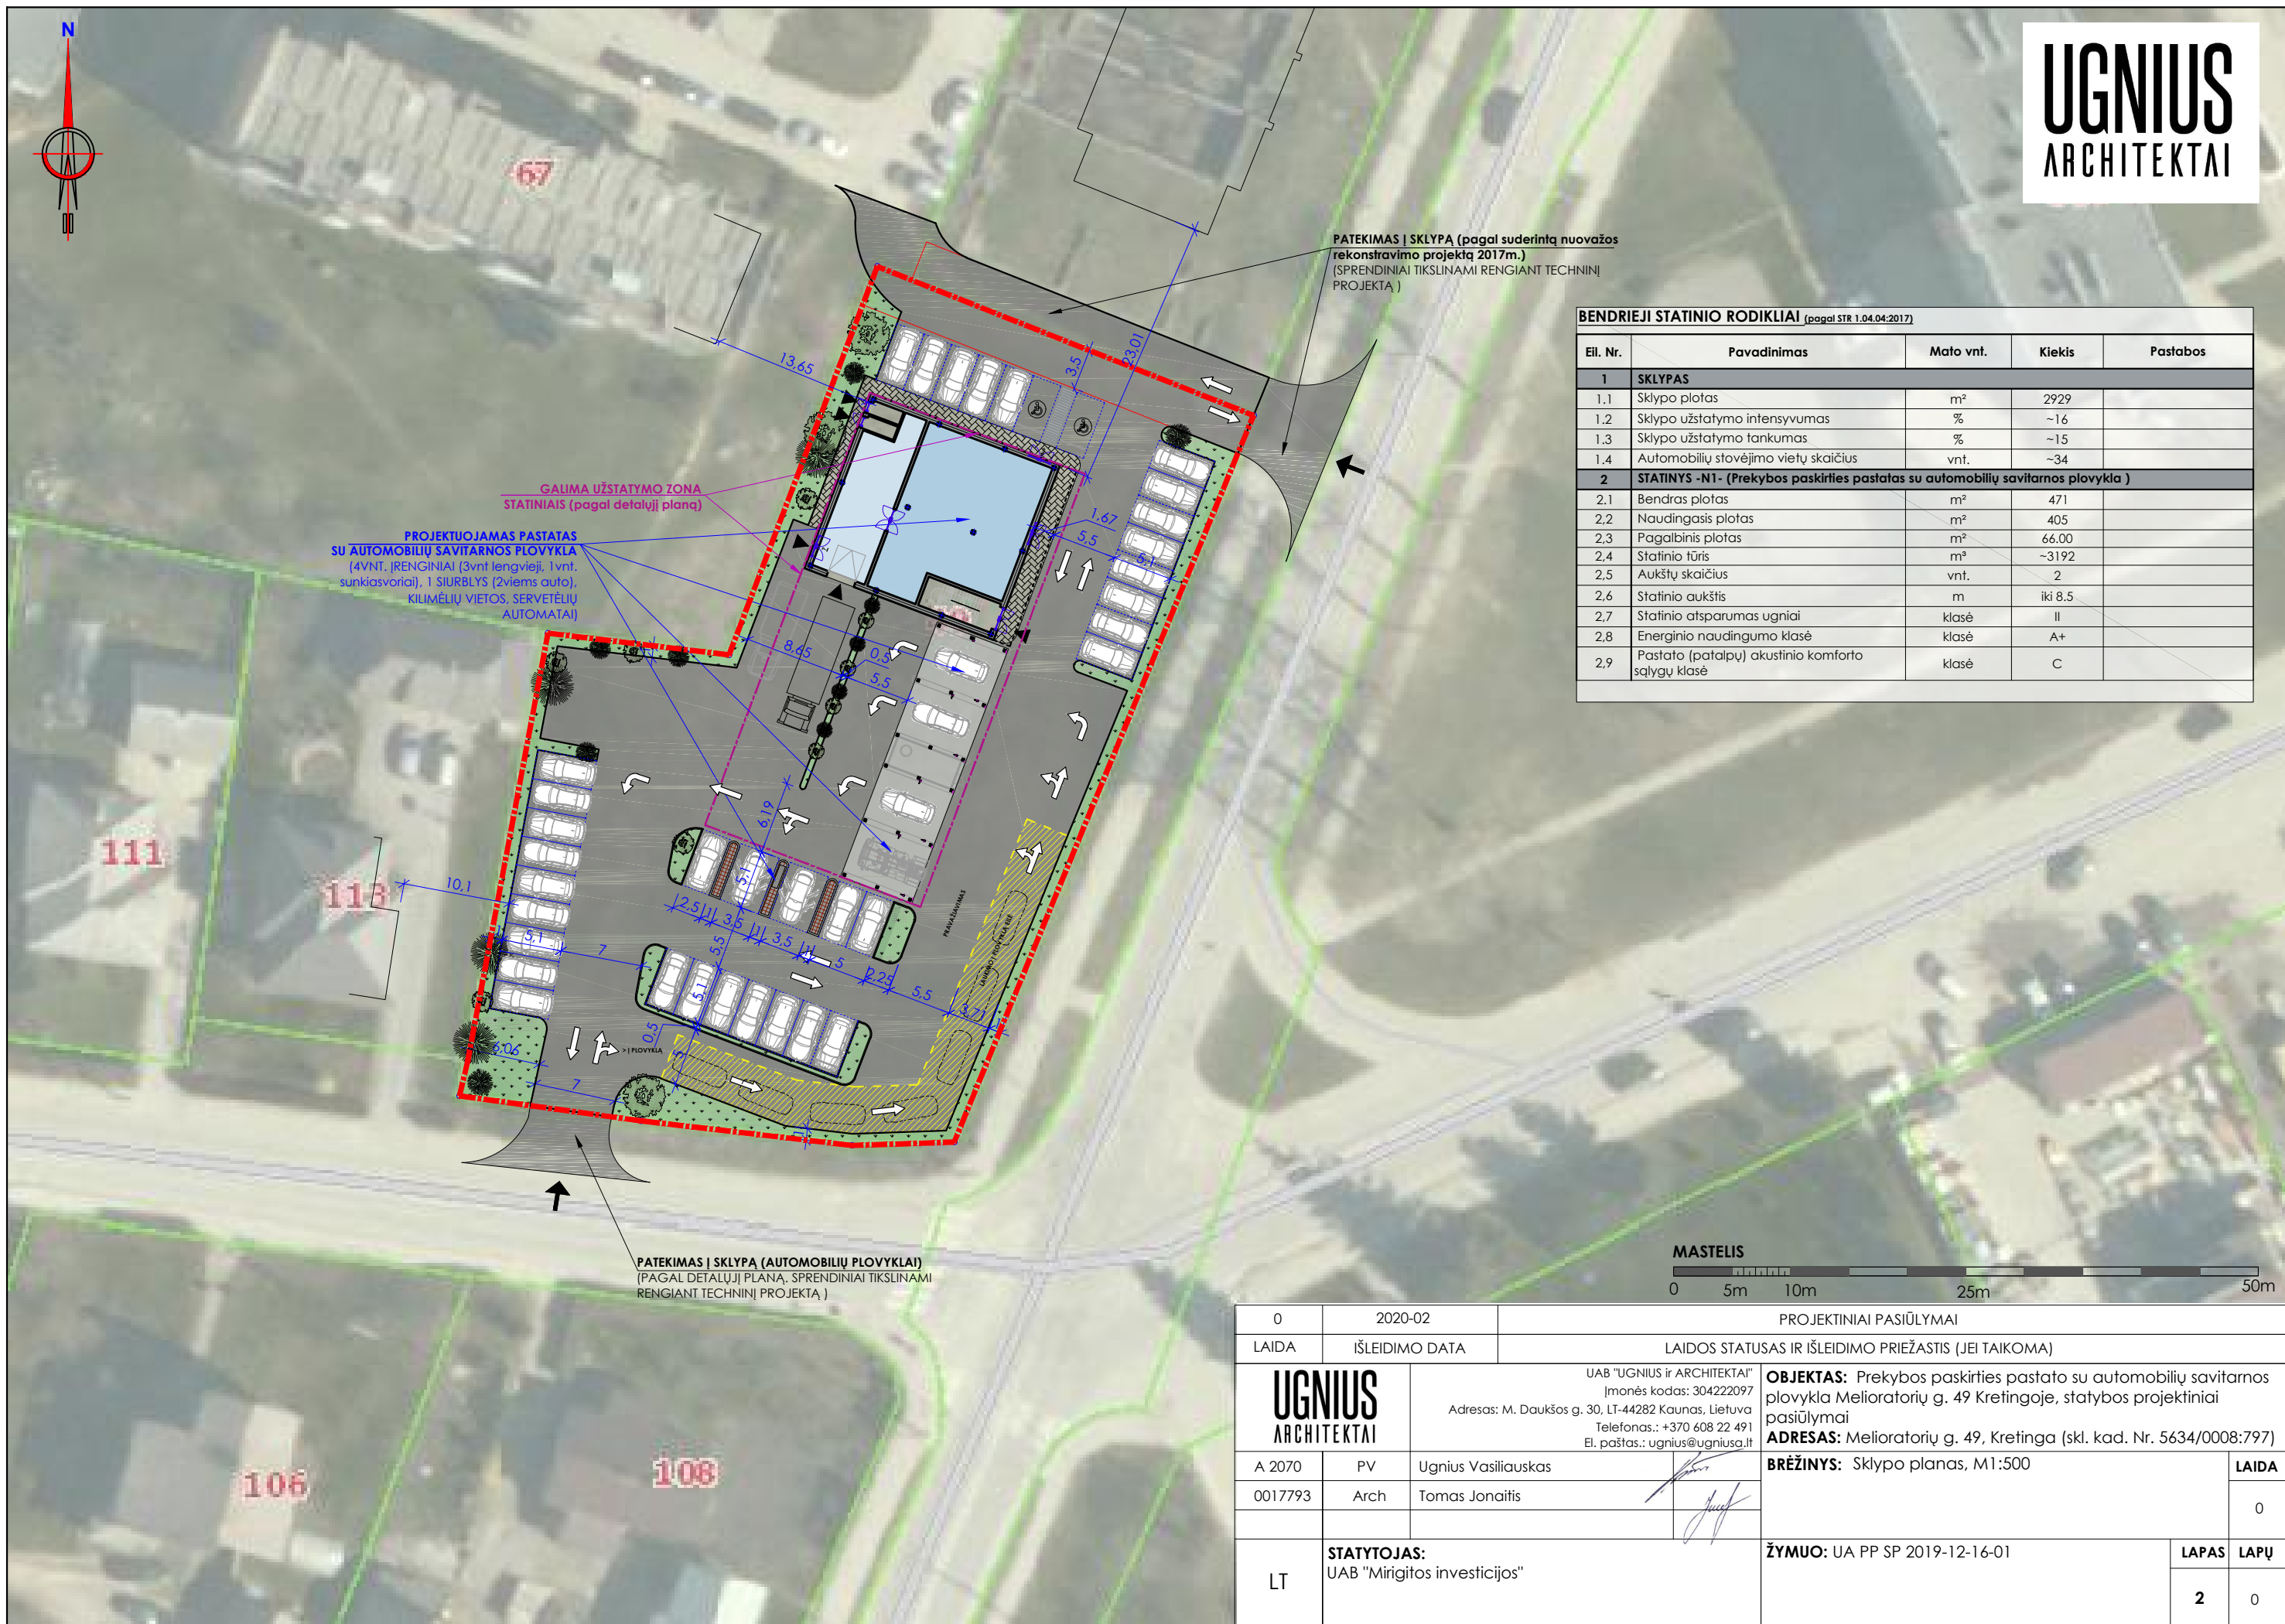 N
UGNIUS
ARCHITEKTAI
67
PATEKIMAS Į SKLYPĄ (pagal suderintą nuovažos
rekonstravimo projektą 2017m.)
(SPRENDINIAI TIKSLINAMI RENGIANT TECHNINĮ
PROJEKTĄ )
BENDRIEJI STATINIO RODIKLIAI (pagal STR 1.04.04:2017)
Eil. Nr. Pavadinimas Mato vnt. Kiekis Pastabos
1 SKLYPAS
1.1 Sklypo plotas m² 2929
1.2 Sklypo užstatymo intensyvumas % ~16
1.3 Sklypo užstatymo tankumas % ~15
1.4 Automobilių stovėjimo vietų skaičius vnt. ~34
2 STATINYS -N1- (Prekybos paskirties pastatas su automobilių savitarnos plovykla )
2.1 Bendras plotas m² 471
2,2 Naudingasis plotas m² 405
2,3 Pagalbinis plotas m² 66.00
2,4 Statinio tūris m³ ~3192
2,5 Aukštų skaičius vnt. 2
2,6 Statinio aukštis m iki 8.5
2,7 Statinio atsparumas ugniai klasė II
2,8 Energinio naudingumo klasė klasė A+
2,9 Pastato (patalpų) akustinio komforto
sąlygų klasė klasė C
13,65
3,5
23,01
GALIMA UŽSTATYMO ZONA
STATINIAIS (pagal detalųjį planą)
PROJEKTUOJAMAS PASTATAS
SU AUTOMOBILIŲ SAVITARNOS PLOVYKLA
(4VNT. ĮRENGINIAI (3vnt lengvieji, 1vnt.
sunkiasvoriai), 1 SIURBLYS (2viems auto),
KILIMĖLIŲ VIETOS, SERVETĖLIŲ
AUTOMATAI)
1,67
5,5
5,1
8,65
0,5
5,5
6,19
111
113
10,1
5,1
2,5
1
3,5
1
3,5
1
5
2,25
5,5
3,71
5,1
7
5,5
5,1
0,5
5
PRAVAŽIAVIMAS
LAUKIMO Į PLOVYKLĄ EILĖ
> Į PLOVYKLĄ
6,06
7
1
PATEKIMAS Į SKLYPĄ (AUTOMOBILIŲ PLOVYKLAI)
(PAGAL DETALŲJĮ PLANĄ. SPRENDINIAI TIKSLINAMI
RENGIANT TECHNINĮ PROJEKTĄ )
106
108
MASTELIS
0 5m 10m 25m 50m
0 2020-02 PROJEKTINIAI PASIŪLYMAI
LAIDA IŠLEIDIMO DATA LAIDOS STATUSAS IR IŠLEIDIMO PRIEŽASTIS (JEI TAIKOMA)
UGNIUS
ARCHITEKTAI
UAB "UGNIUS ir ARCHITEKTAI"
Įmonės kodas: 304222097
Adresas: M. Daukšos g. 30, LT-44282 Kaunas, Lietuva
Telefonas.: +370 608 22 491
El. paštas.: ugnius@ugniusa.lt
OBJEKTAS: Prekybos paskirties pastato su automobilių savitarnos
plovykla Melioratorių g. 49 Kretingoje, statybos projektiniai
pasiūlymai
ADRESAS: Melioratorių g. 49, Kretinga (skl. kad. Nr. 5634/0008:797)
A 2070 PV Ugnius Vasiliauskas
0017793 Arch Tomas Jonaitis
BRĖŽINYS: Sklypo planas, M1:500
LAIDA
0
LT
STATYTOJAS:
UAB "Mirigitos investicijos"
ŽYMUO: UA PP SP 2019-12-16-01
LAPAS LAPŲ
2 0